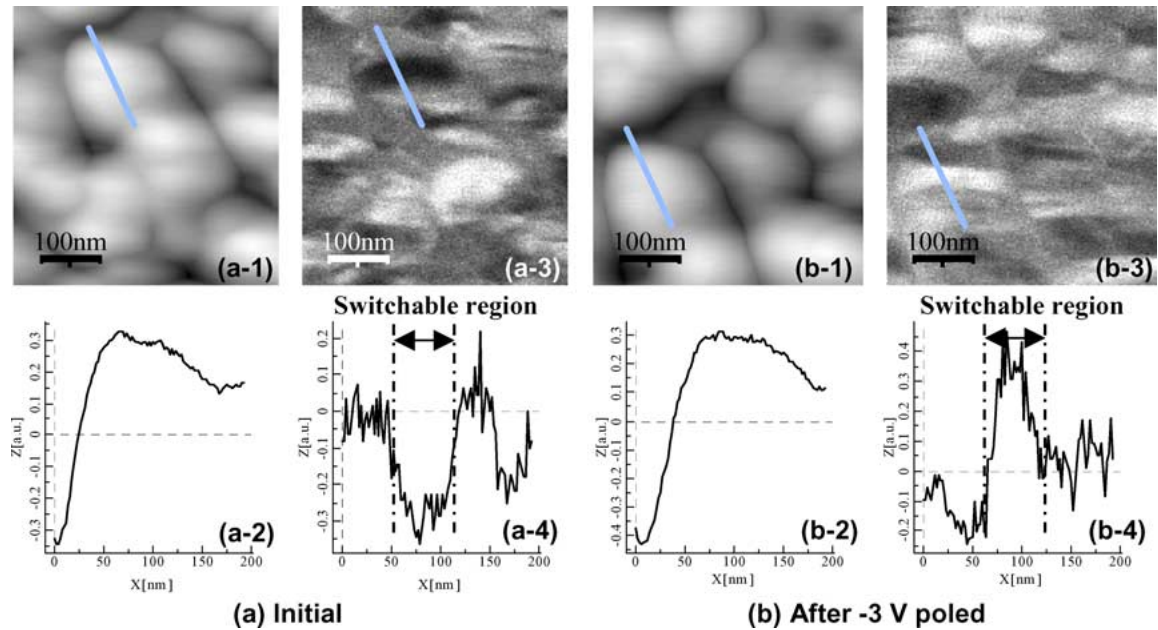 100nm
(a-1)
100nm
(a-3)
100nm
(b-1)
100nm
(b-3)
Z[a.u.]
0.3
0.2
0.1
0
-0.1
-0.2
-0.3
0 50 100 150 200
X[nm]
(a-2)
Switchable region
Z[a.u.]
0.2
0.1
0
-0.1
-0.2
-0.3
0 50 100 150 200
X[nm]
(a-4)
Z[a.u.]
0.3
0.2
0.1
0
-0.1
-0.2
-0.3
-0.4
0 50 100 150 200
X[nm]
(b-2)
Switchable region
Z[a.u.]
0.4
0.3
0.2
0.1
0
-0.1
-0.2
0 50 100 150 200
X[nm]
(b-4)
(a) Initial
(b) After -3 V poled